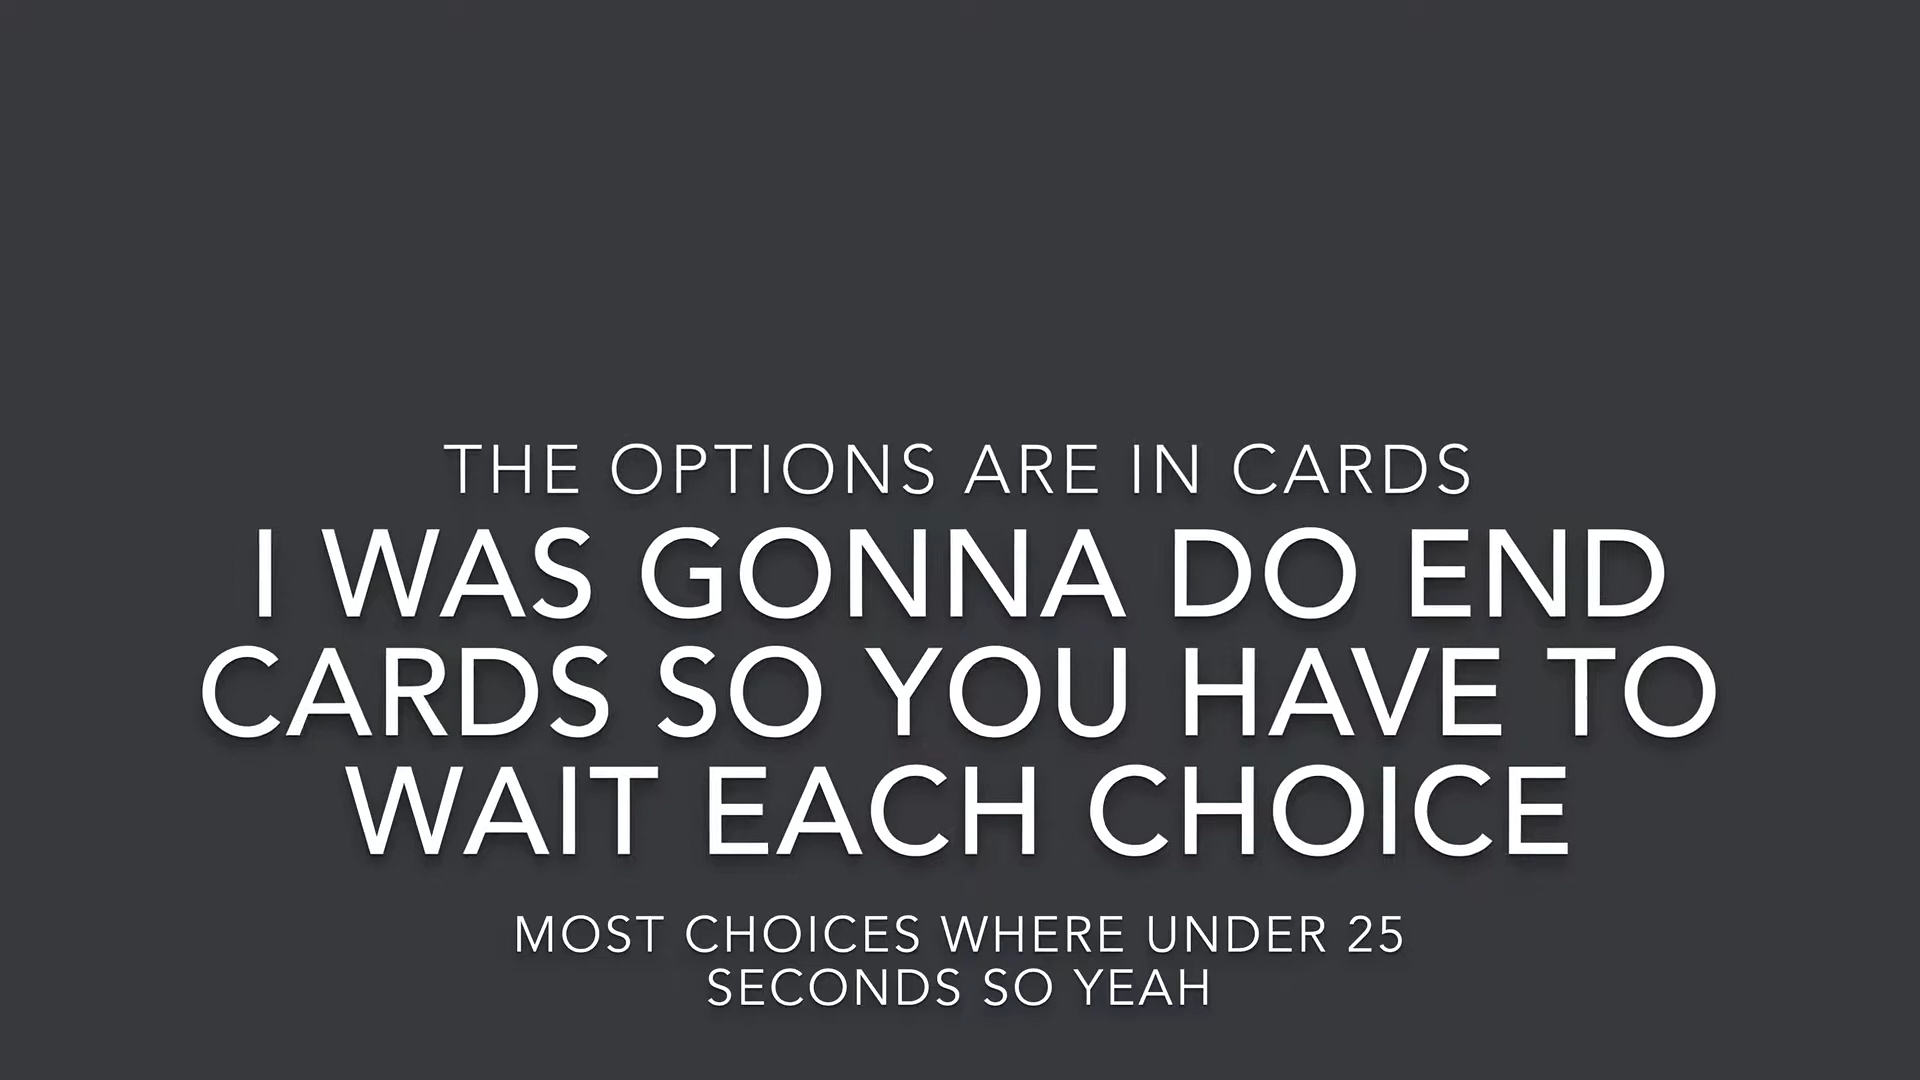 THE OPTIONS ARE IN CARDS
I WAS GONNA DO END
CARDS SO YOU HAVE TO
WAIT EACH CHOICE
MOST CHOICES WHERE UNDER 25
SECONDS SO YEAH